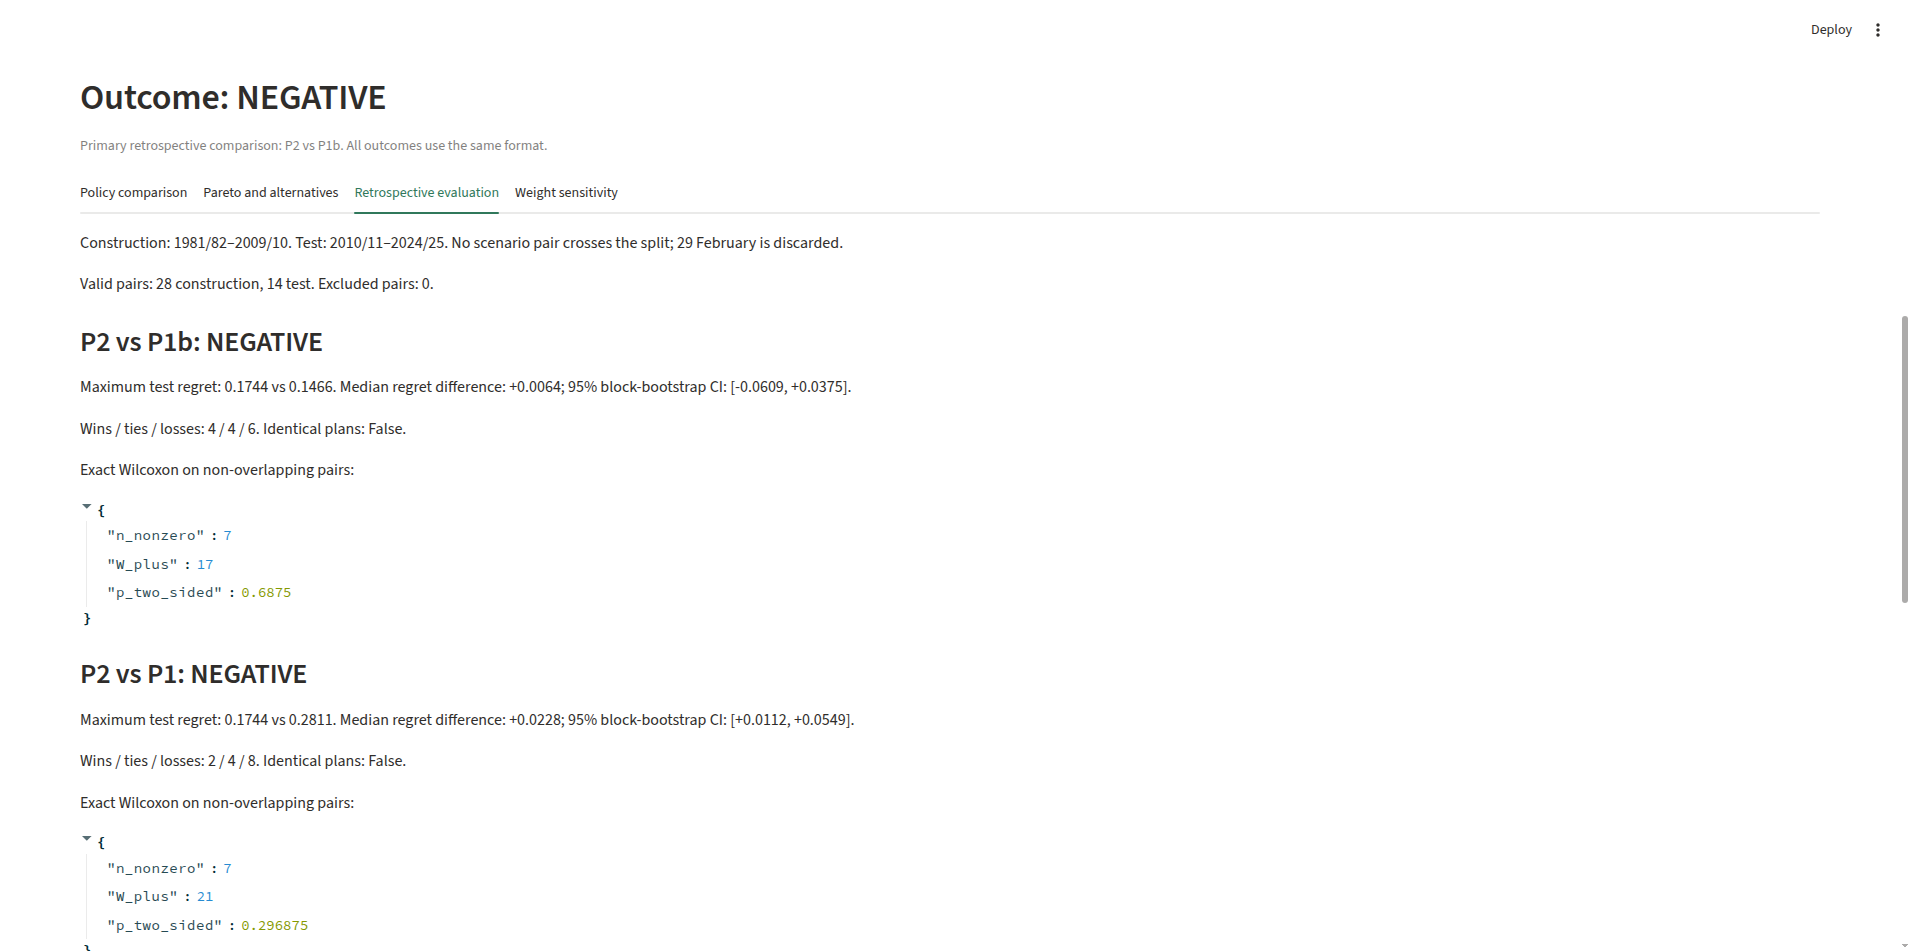 Deploy
Outcome: NEGATIVE
Primary retrospective comparison: P2 vs P1b. All outcomes use the same format.
Policy comparison
Pareto and alternatives
Retrospective evaluation
Weight sensitivity
Construction: 1981/82–2009/10. Test: 2010/11–2024/25. No scenario pair crosses the split; 29 February is discarded.
Valid pairs: 28 construction, 14 test. Excluded pairs: 0.
P2 vs P1b: NEGATIVE
Maximum test regret: 0.1744 vs 0.1466. Median regret difference: +0.0064; 95% block-bootstrap CI: [-0.0609, +0.0375].
Wins / ties / losses: 4 / 4 / 6. Identical plans: False.
Exact Wilcoxon on non-overlapping pairs:
{
"n_nonzero" : 7
"W_plus" : 17
"p_two_sided" : 0.6875
}
P2 vs P1: NEGATIVE
Maximum test regret: 0.1744 vs 0.2811. Median regret difference: +0.0228; 95% block-bootstrap CI: [+0.0112, +0.0549].
Wins / ties / losses: 2 / 4 / 8. Identical plans: False.
Exact Wilcoxon on non-overlapping pairs:
{
"n_nonzero" : 7
"W_plus" : 21
"p_two_sided" : 0.296875
}